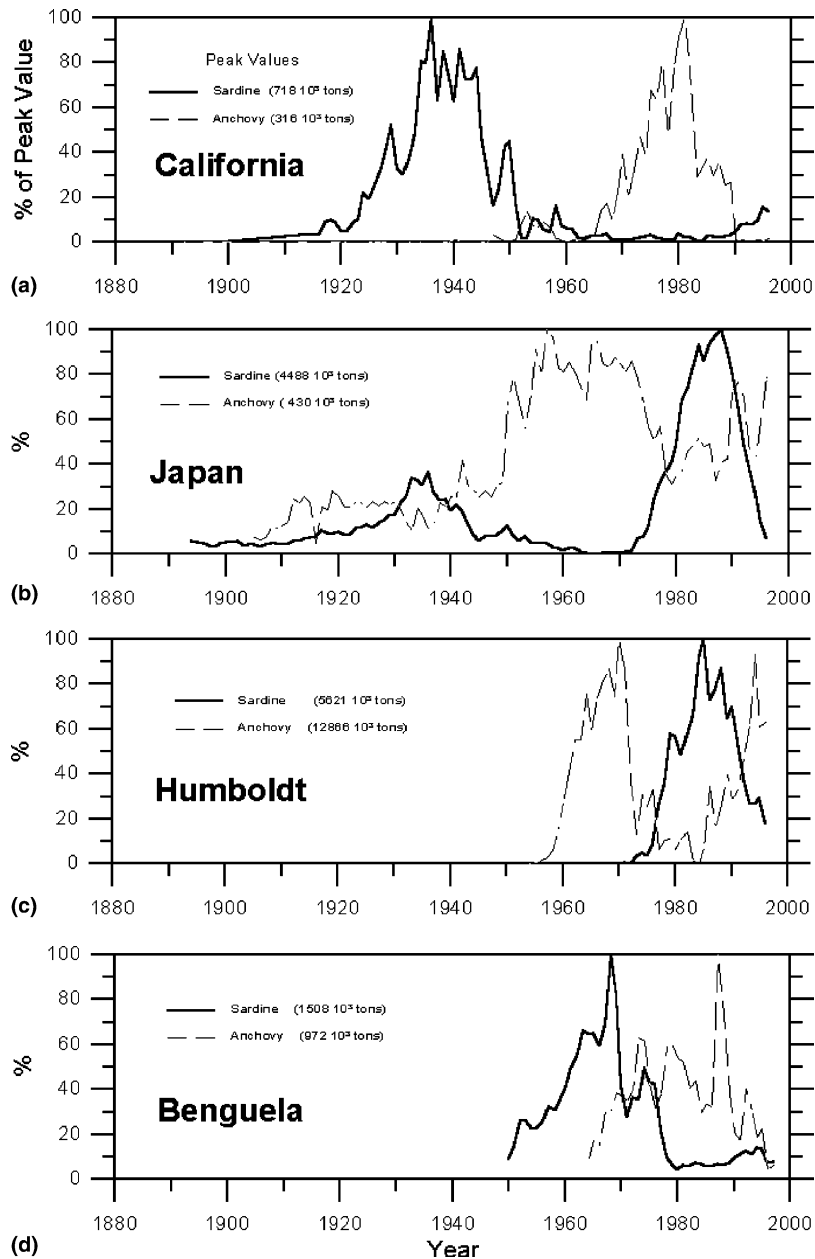 100
80
60
40
20
0
% of Peak Value
Peak Values
Sardine (718 10³ tons)
Anchovy (316 10³ tons)
California
(a)
1880 1900 1920 1940 1960 1980 2000
100
80
60
40
20
0
%
Sardine (4488 10³ tons)
Anchovy ( 430 10³ tons)
Japan
(b)
1880 1900 1920 1940 1960 1980 2000
100
80
60
40
20
0
%
Sardine (5621 10³ tons)
Anchovy (12866 10³ tons)
Humboldt
(c)
1880 1900 1920 1940 1960 1980 2000
100
80
60
40
20
0
%
Sardine (1508 10³ tons)
Anchovy (972 10³ tons)
Benguela
(d)
1880 1900 1920 1940 1960 1980 2000
Year